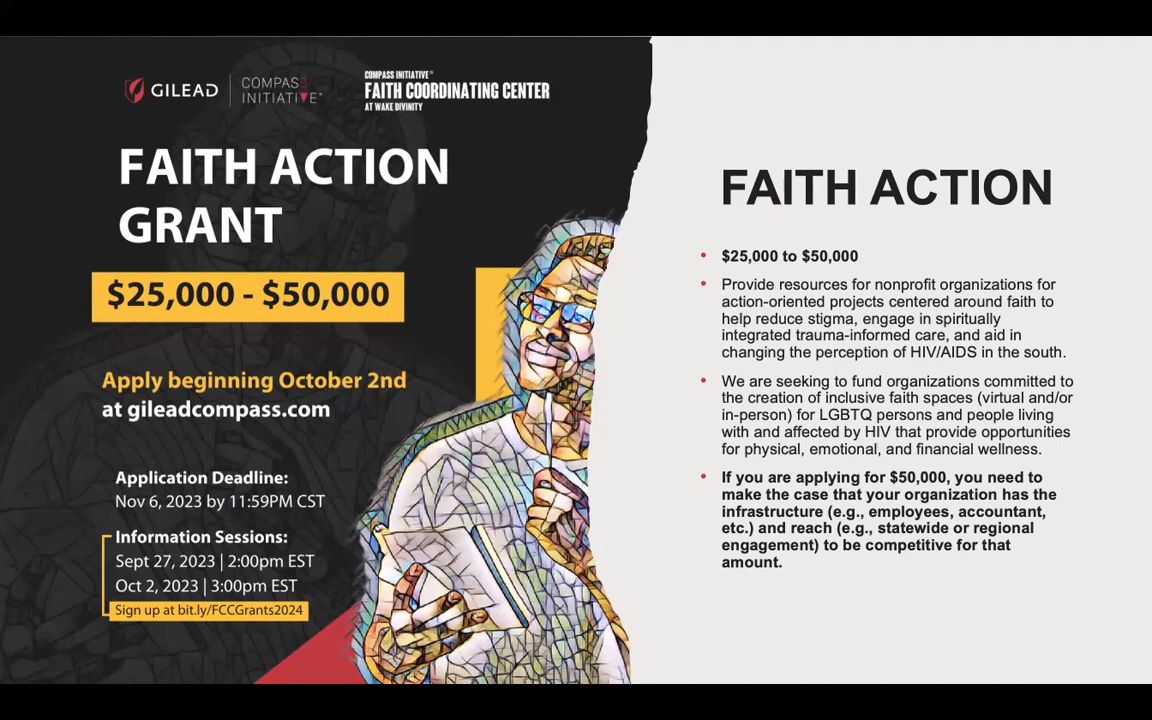 GILEAD
COMPASS
INITIATIVE™
COMPASS INITIATIVE®
FAITH COORDINATING CENTER
AT WAKE DIVINITY
FAITH ACTION
GRANT
$25,000 - $50,000
Apply beginning October 2nd
at gileadcompass.com
Application Deadline:
Nov 6, 2023 by 11:59PM CST
Information Sessions:
Sept 27, 2023 | 2:00pm EST
Oct 2, 2023 | 3:00pm EST
Sign up at bit.ly/FCCGrants2024
FAITH ACTION
• $25,000 to $50,000
• Provide resources for nonprofit organizations for
action-oriented projects centered around faith to
help reduce stigma, engage in spiritually
integrated trauma-informed care, and aid in
changing the perception of HIV/AIDS in the south.
• We are seeking to fund organizations committed to
the creation of inclusive faith spaces (virtual and/or
in-person) for LGBTQ persons and people living
with and affected by HIV that provide opportunities
for physical, emotional, and financial wellness.
• If you are applying for $50,000, you need to
make the case that your organization has the
infrastructure (e.g., employees, accountant,
etc.) and reach (e.g., statewide or regional
engagement) to be competitive for that
amount.